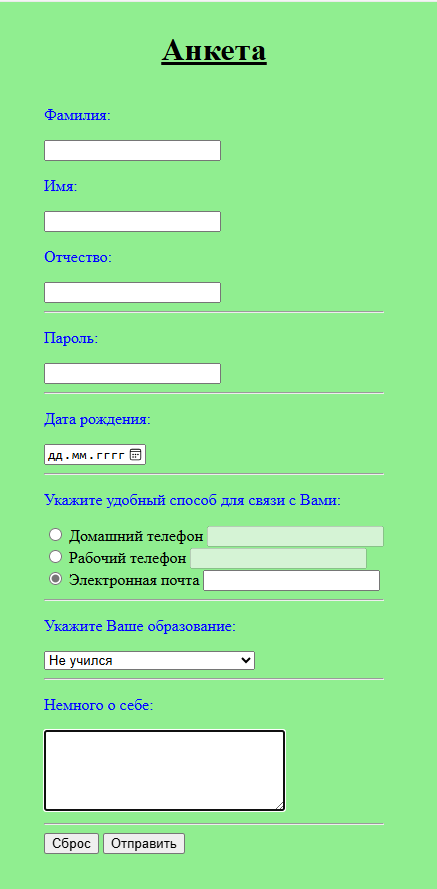 Анкета
Фамилия:
Имя:
Отчество:
Пароль:
Дата рождения:
дд.мм.гггг
Укажите удобный способ для связи с Вами:
Домашний телефон
Рабочий телефон
Электронная почта
Укажите Ваше образование:
Не учился
Немного о себе:
Сброс Отправить